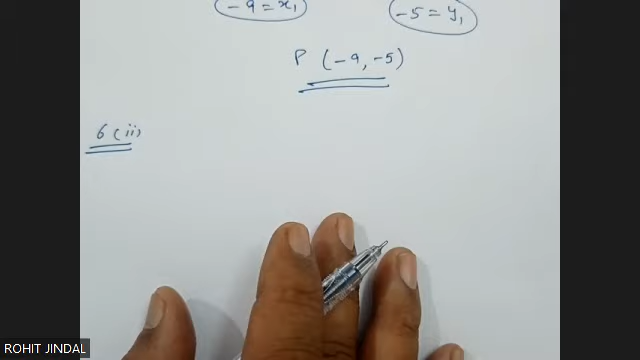 -9 = x₁ -5 = y₁
P (-9, -5)
6 (ii)
ROHIT JINDAL